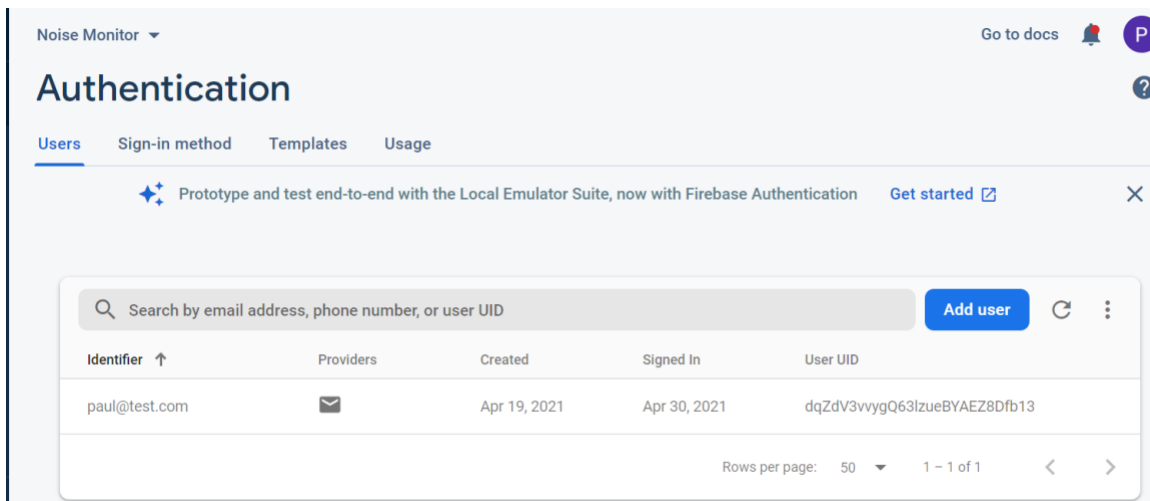 Noise Monitor
Go to docs
P
Authentication
?
Users Sign-in method Templates Usage
Prototype and test end-to-end with the Local Emulator Suite, now with Firebase Authentication Get started
Search by email address, phone number, or user UID
Add user
Identifier Providers Created Signed In User UID
paul@test.com Apr 19, 2021 Apr 30, 2021 dqZdV3vvygQ63lzueBYAEZ8Dfb13
Rows per page: 50 1 – 1 of 1